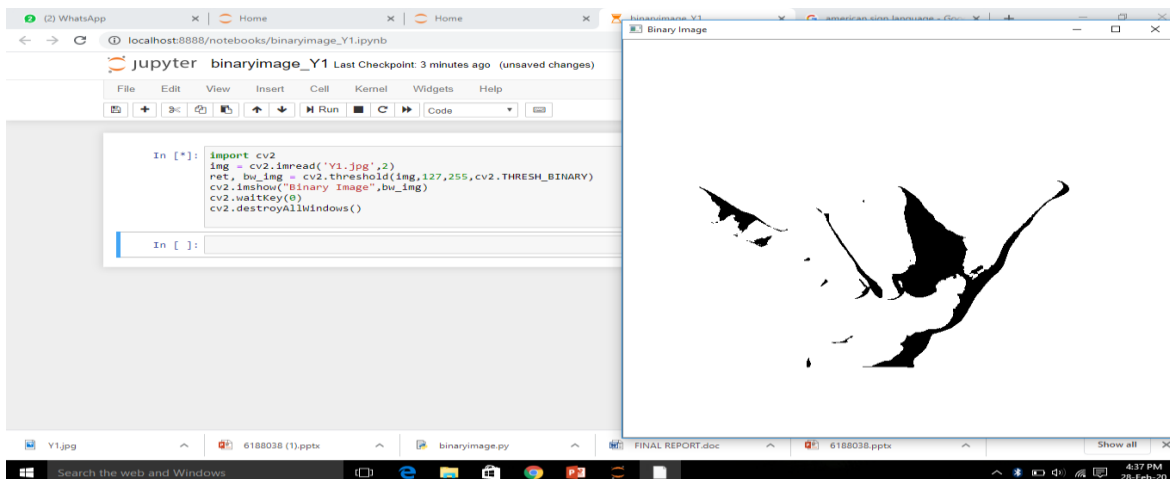 (2) WhatsApp
Home
Home
binaryimage_Y1
american sign language - Goo
localhost:8888/notebooks/binaryimage_Y1.ipynb
Binary Image
jupyter binaryimage_Y1 Last Checkpoint: 3 minutes ago (unsaved changes)
File Edit View Insert Cell Kernel Widgets Help
Run Code
In [*]: import cv2
img = cv2.imread('Y1.jpg',2)
ret, bw_img = cv2.threshold(img,127,255,cv2.THRESH_BINARY)
cv2.imshow("Binary Image",bw_img)
cv2.waitKey(0)
cv2.destroyAllWindows()
In [ ]:
Y1.jpg 6188038 (1).pptx binaryimage.py FINAL REPORT.doc 6188038.pptx Show all
Search the web and Windows
4:37 PM
28-Feb-20